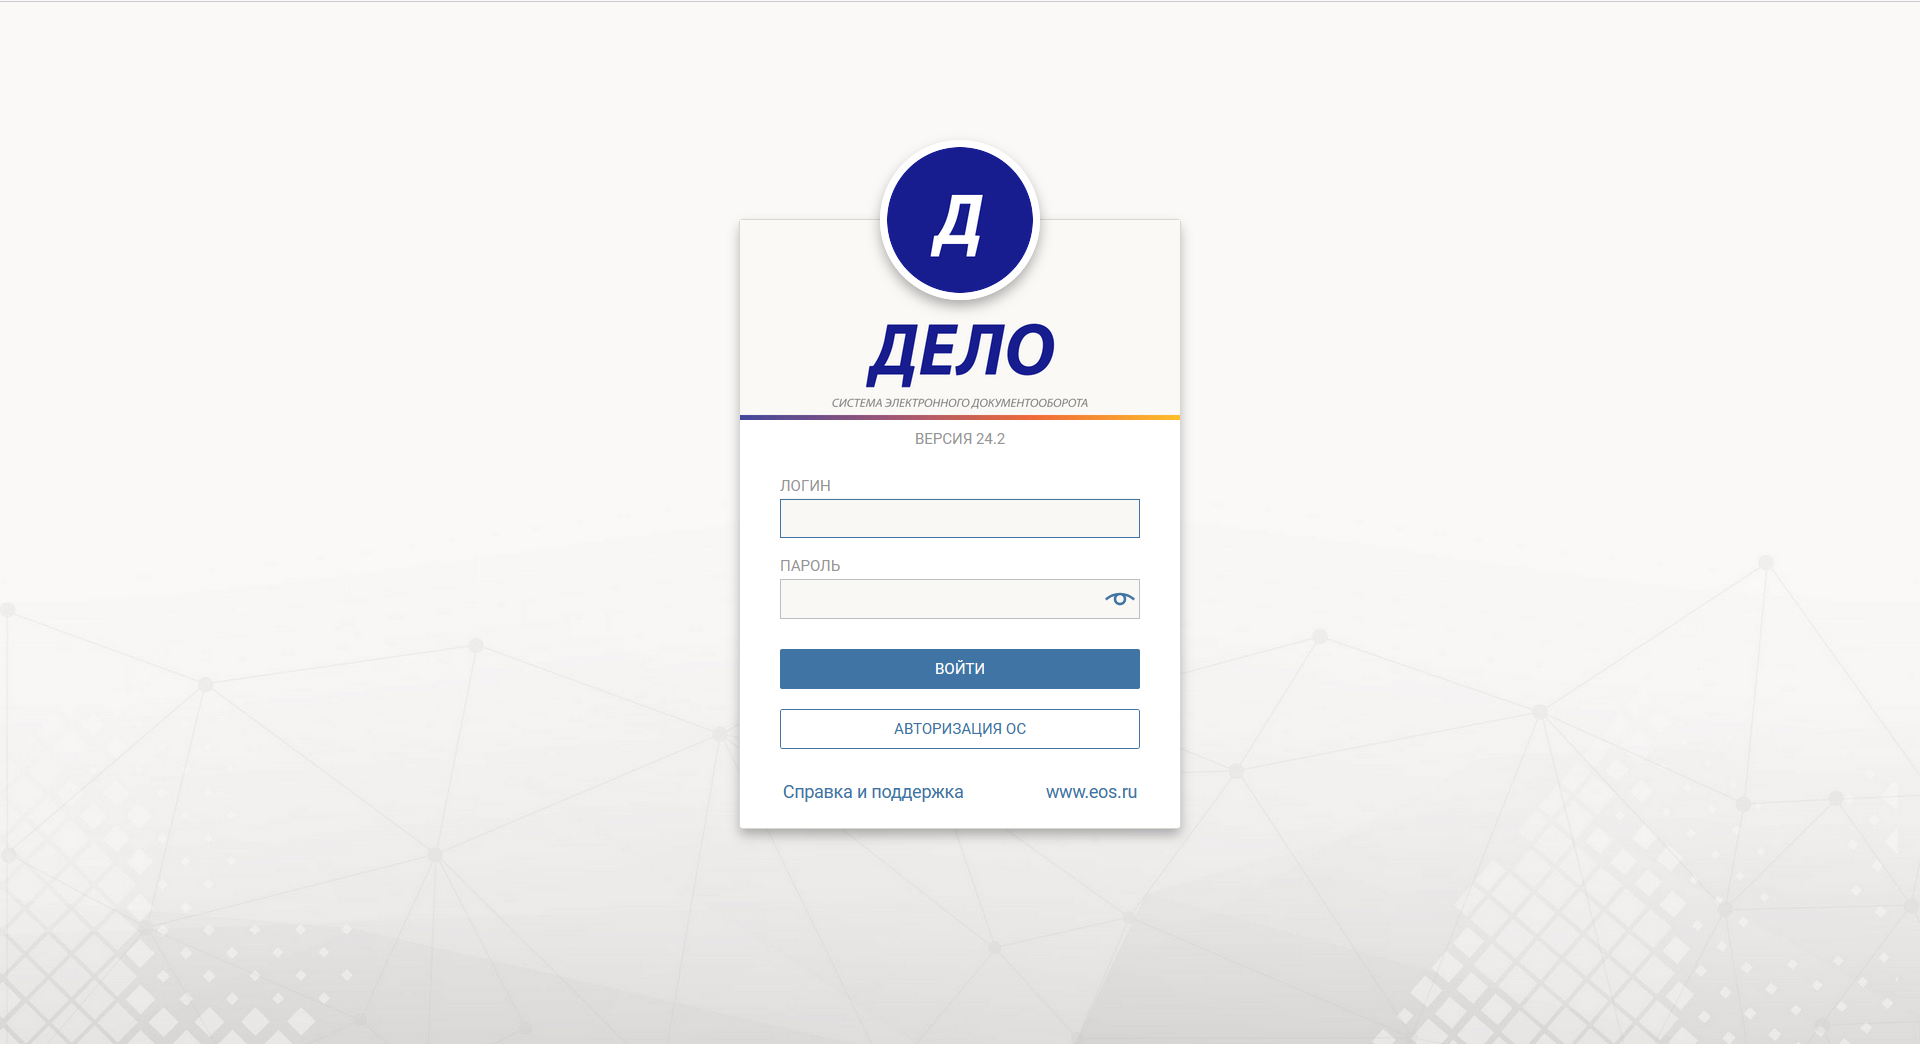 Д
ДЕЛО
СИСТЕМА ЭЛЕКТРОННОГО ДОКУМЕНТООБОРОТА
ВЕРСИЯ 24.2
ЛОГИН
ПАРОЛЬ
ВОЙТИ
АВТОРИЗАЦИЯ ОС
Справка и поддержка www.eos.ru